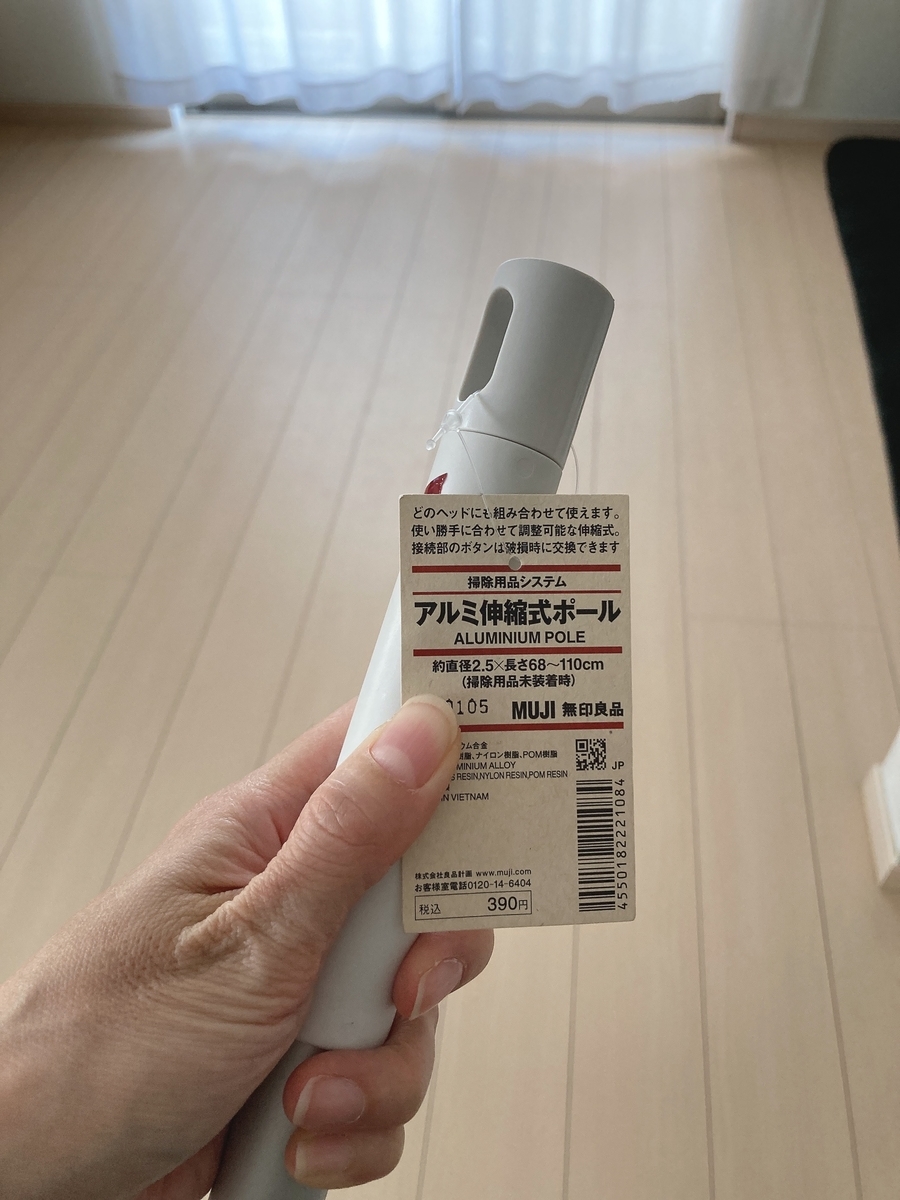 どのヘッドにも組み合わせて使えます。
使い勝手に合わせて調整可能な伸縮式。
接続部のボタンは破損時に交換できます
掃除用品システム
アルミ伸縮式ポール
ALUMINIUM POLE
約直径2.5×長さ68〜110cm
(掃除用品未装着時)
105 MUJI 無印良品
ウム合金
樹脂、ナイロン樹脂、POM樹脂
MINIUM ALLOY
S RESIN,NYLON RESIN,POM RESIN
IN VIETNAM
JP
4550182221084
株式会社良品計画 www.muji.com
お客様室電話0120-14-6404
税込 390円